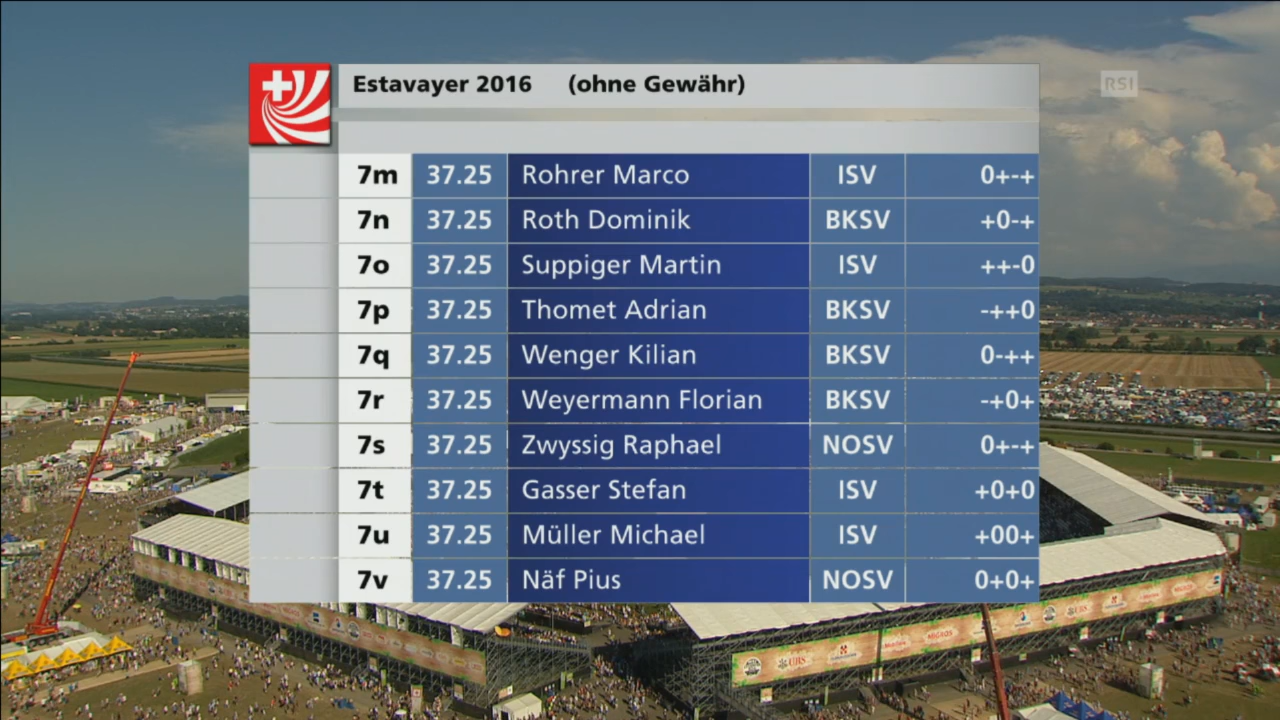 Estavayer 2016 (ohne Gewähr)
RSI
7m 37.25 Rohrer Marco ISV 0+-+
7n 37.25 Roth Dominik BKSV +0-+
7o 37.25 Suppiger Martin ISV ++-0
7p 37.25 Thomet Adrian BKSV -++0
7q 37.25 Wenger Kilian BKSV 0-++
7r 37.25 Weyermann Florian BKSV -+0+
7s 37.25 Zwyssig Raphael NOSV 0+-+
7t 37.25 Gasser Stefan ISV +0+0
7u 37.25 Müller Michael ISV +00+
7v 37.25 Näf Pius NOSV 0+0+
UBS
MIGROS
UBS
MIGROS